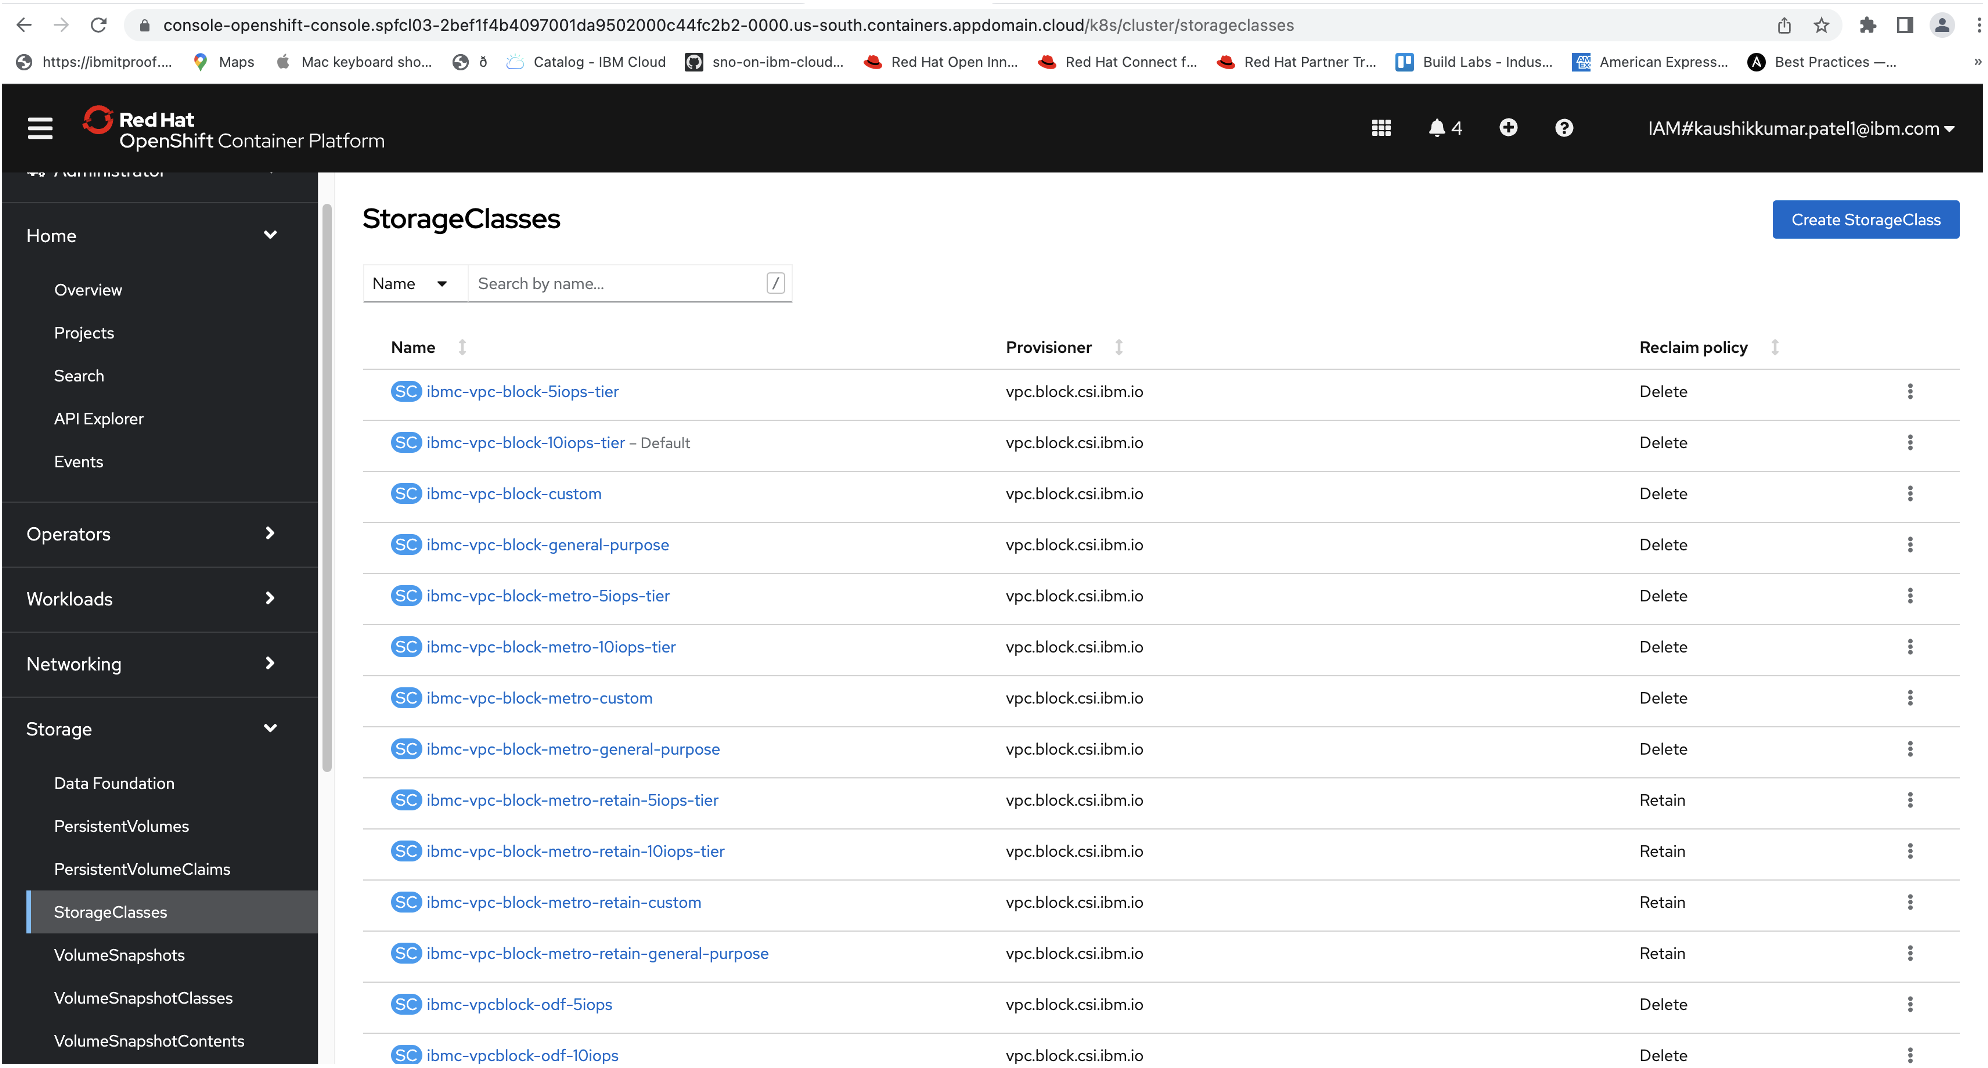 console-openshift-console.spfcl03-2bef1f4b4097001da9502000c44fc2b2-0000.us-south.containers.appdomain.cloud/k8s/cluster/storageclasses
https://ibmitproof.... Maps Mac keyboard sho... ð Catalog - IBM Cloud sno-on-ibm-cloud... Red Hat Open Inn... Red Hat Connect f... Red Hat Partner Tr... Build Labs - Indus... American Express... Best Practices —... »
Red Hat
OpenShift Container Platform
4
IAM#kaushikkumar.patel1@ibm.com
Administrator
Home
Overview
Projects
Search
API Explorer
Events
Operators
Workloads
Networking
Storage
Data Foundation
PersistentVolumes
PersistentVolumeClaims
StorageClasses
VolumeSnapshots
VolumeSnapshotClasses
VolumeSnapshotContents
StorageClasses
Create StorageClass
Name Search by name... /
Name Provisioner Reclaim policy
SC ibmc-vpc-block-5iops-tier vpc.block.csi.ibm.io Delete
SC ibmc-vpc-block-10iops-tier – Default vpc.block.csi.ibm.io Delete
SC ibmc-vpc-block-custom vpc.block.csi.ibm.io Delete
SC ibmc-vpc-block-general-purpose vpc.block.csi.ibm.io Delete
SC ibmc-vpc-block-metro-5iops-tier vpc.block.csi.ibm.io Delete
SC ibmc-vpc-block-metro-10iops-tier vpc.block.csi.ibm.io Delete
SC ibmc-vpc-block-metro-custom vpc.block.csi.ibm.io Delete
SC ibmc-vpc-block-metro-general-purpose vpc.block.csi.ibm.io Delete
SC ibmc-vpc-block-metro-retain-5iops-tier vpc.block.csi.ibm.io Retain
SC ibmc-vpc-block-metro-retain-10iops-tier vpc.block.csi.ibm.io Retain
SC ibmc-vpc-block-metro-retain-custom vpc.block.csi.ibm.io Retain
SC ibmc-vpc-block-metro-retain-general-purpose vpc.block.csi.ibm.io Retain
SC ibmc-vpcblock-odf-5iops vpc.block.csi.ibm.io Delete
SC ibmc-vpcblock-odf-10iops vpc.block.csi.ibm.io Delete